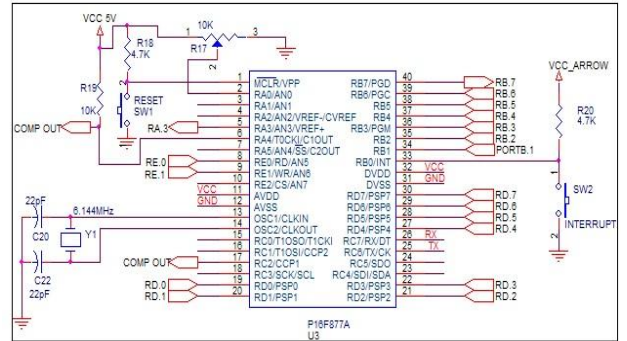 VCC 5V
10K
1
3
R17
2
R18
4.7K
R19
10K
2
RESET
SW1
1
COMP OUT
RA.3
RE.0
RE.1
VCC
GND
22pF
6.144MHz
C20
Y1
C22
22pF
COMP OUT
RD.0
RD.1
1 MCLR/VPP RB7/PGD 40 RB.7
2 RA0/AN0 RB6/PGC 39 RB.6
3 RA1/AN1 RB5 38 RB.5
4 RA2/AN2/VREF-/CVREF RB4 37 RB.4
5 RA3/AN3/VREF+ RB3/PGM 36 RB.3
6 RA4/T0CKI/C1OUT RB2 35 RB.2
7 RA5/AN4/SS/C2OUT RB1 34 PORTB.1
8 RE0/RD/AN5 RB0/INT 33
9 RE1/WR/AN6 DVDD 32 VCC
10 RE2/CS/AN7 DVSS 31 GND
11 AVDD RD7/PSP7 30 RD.7
12 AVSS RD6/PSP6 29 RD.6
13 OSC1/CLKIN RD5/PSP5 28 RD.5
14 OSC2/CLKOUT RD4/PSP4 27 RD.4
15 RC0/T1OSO/T1CKI RC7/RX/DT 26 RX
16 RC1/T1OSI/CCP2 RC6/TX/CK 25 TX
17 RC2/CCP1 RC5/SDO 24
18 RC3/SCK/SCL RC4/SDI/SDA 23
19 RD0/PSP0 RD3/PSP3 22 RD.3
20 RD1/PSP1 RD2/PSP2 21 RD.2
P16F877A
U3
VCC_ARROW
R20
4.7K
1
SW2
INTERRUPT
2